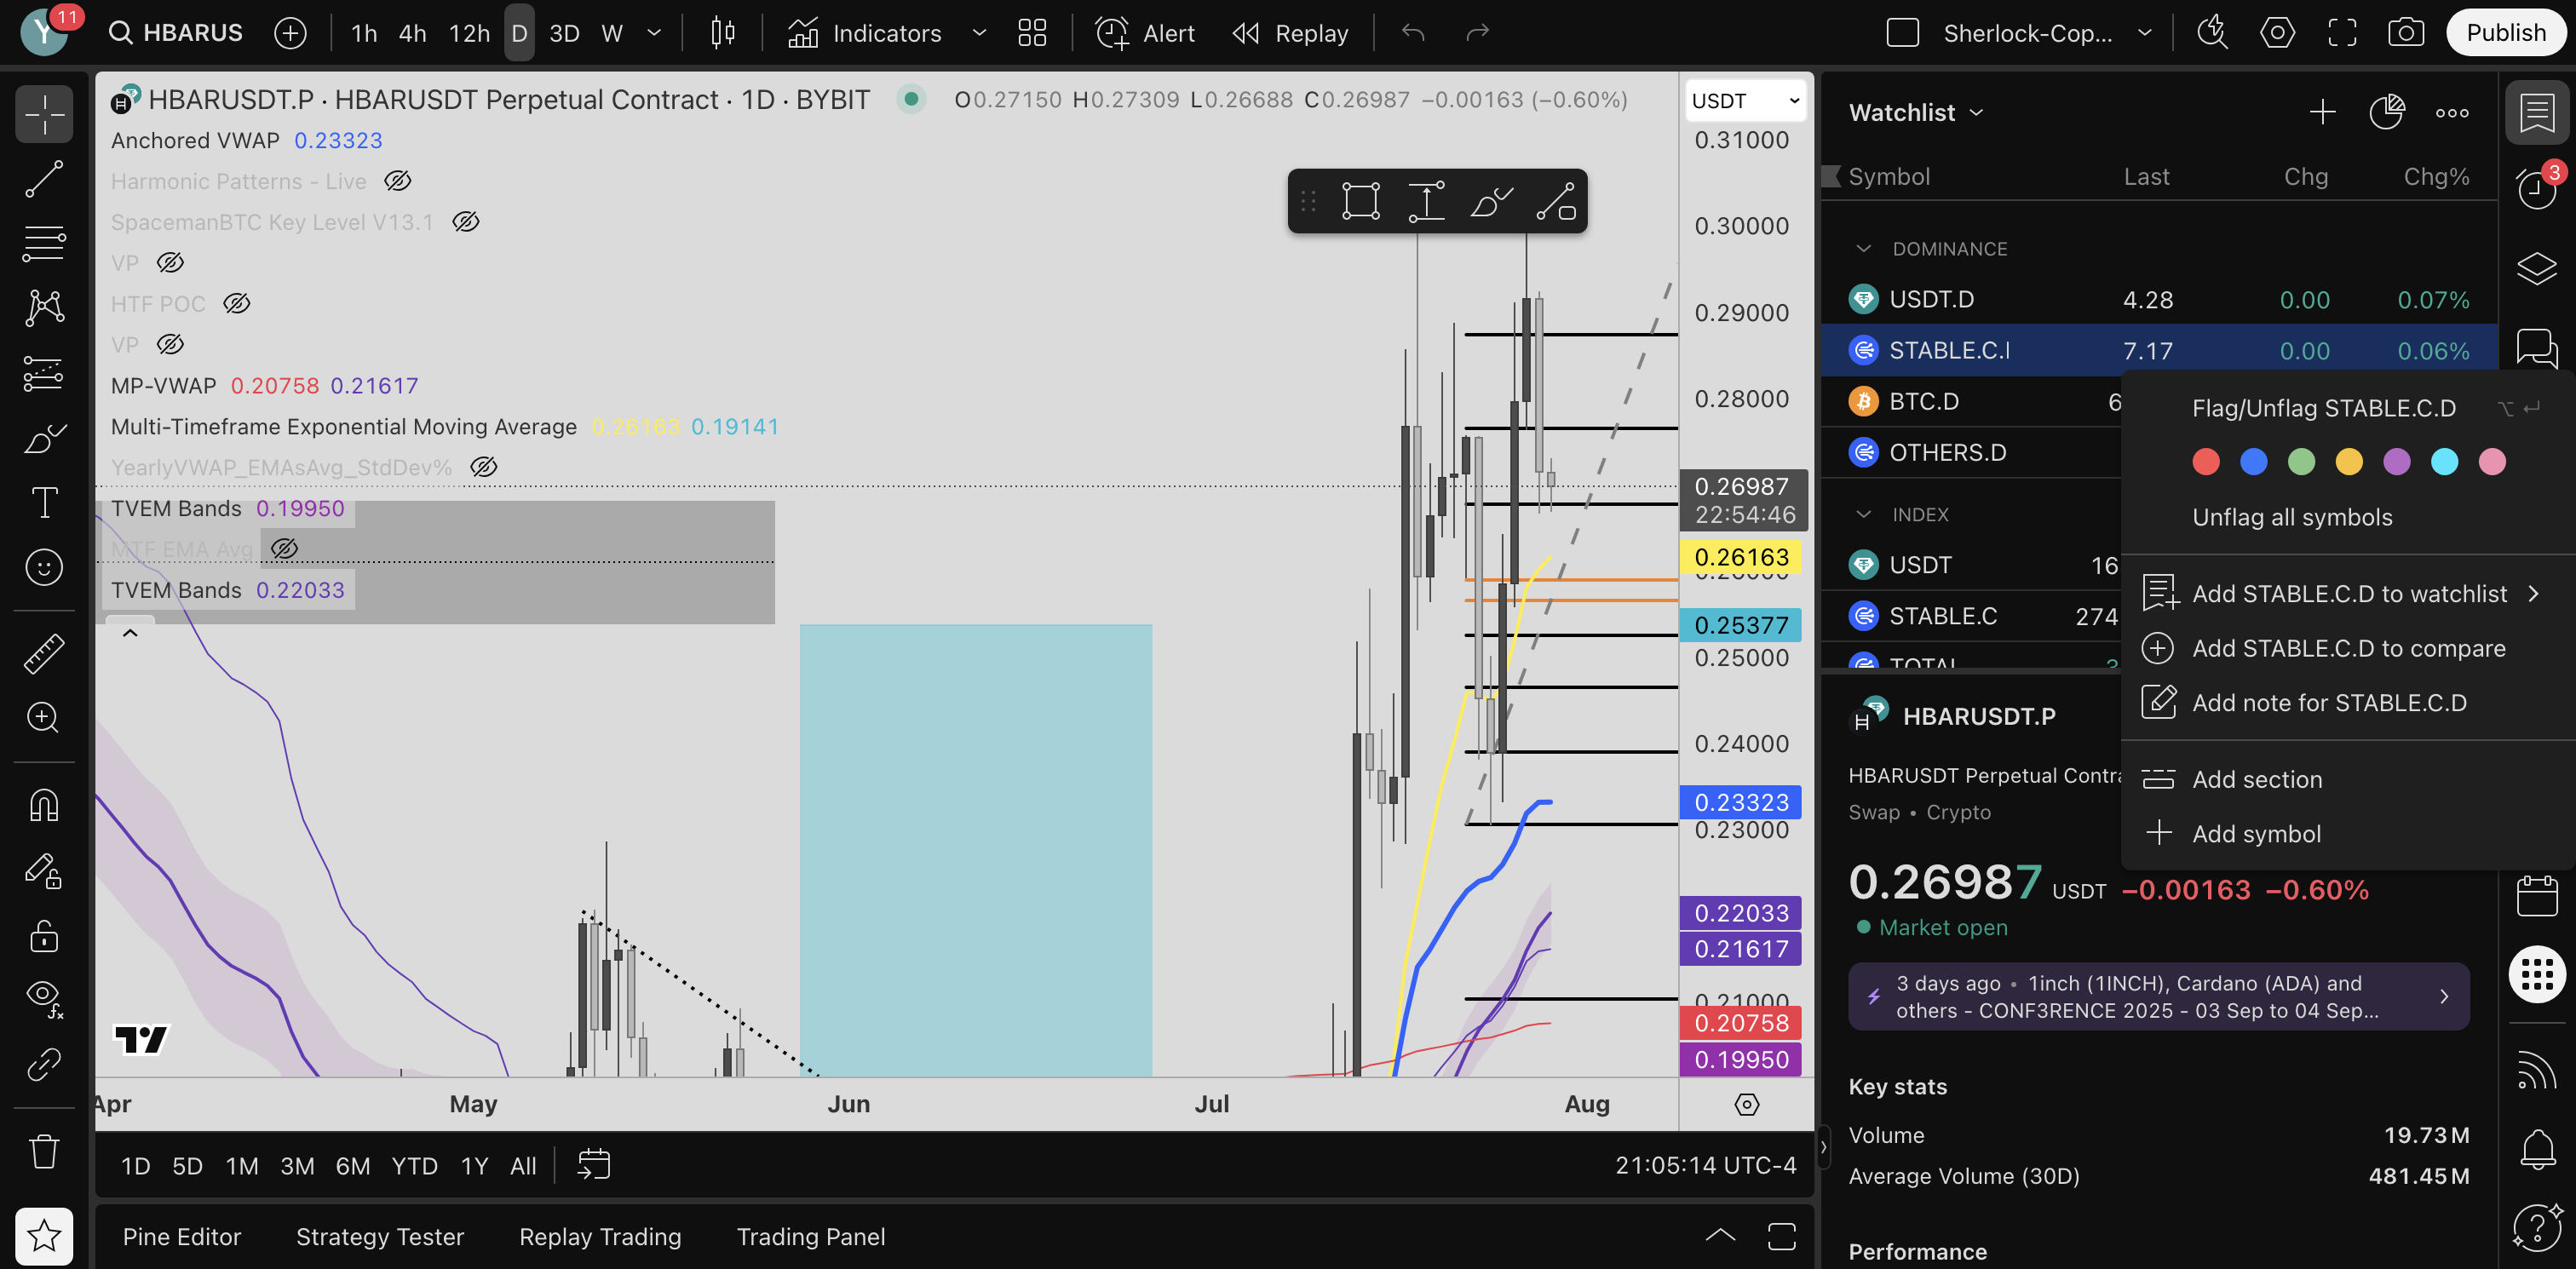 Y 11 HBARUS 1h 4h 12h D 3D W Indicators Alert Replay Sherlock-Cop... Publish
HBARUSDT.P · HBARUSDT Perpetual Contract · 1D · BYBIT O0.27150 H0.27309 L0.26688 C0.26987 −0.00163 (−0.60%)
Anchored VWAP 0.23323
Harmonic Patterns - Live
SpacemanBTC Key Level V13.1
VP
HTF POC
VP
MP-VWAP 0.20758 0.21617
Multi-Timeframe Exponential Moving Average 0.26163 0.19141
YearlyVWAP_EMAsAvg_StdDev%
TVEM Bands 0.19950
MTF EMA Avg
TVEM Bands 0.22033
USDT
0.31000
0.30000
0.29000
0.28000
0.26987
22:54:46
0.26163
0.26000
0.25377
0.25000
0.24000
0.23323
0.23000
0.22033
0.21617
0.21000
0.20758
0.19950
Apr May Jun Jul Aug
1D 5D 1M 3M 6M YTD 1Y All 21:05:14 UTC-4
Pine Editor Strategy Tester Replay Trading Trading Panel
Watchlist
Symbol Last Chg Chg%
DOMINANCE
USDT.D 4.28 0.00 0.07%
STABLE.C. 7.17 0.00 0.06%
BTC.D 6
OTHERS.D
INDEX
USDT 16
STABLE.C 274
TOTAL 3
Flag/Unflag STABLE.C.D ⌥ ↵
Unflag all symbols
Add STABLE.C.D to watchlist
Add STABLE.C.D to compare
Add note for STABLE.C.D
Add section
Add symbol
H HBARUSDT.P
HBARUSDT Perpetual Contra
Swap • Crypto
0.26987 USDT −0.00163 −0.60%
Market open
3 days ago • 1inch (1INCH), Cardano (ADA) and
others - CONF3RENCE 2025 - 03 Sep to 04 Sep...
Key stats
Volume 19.73M
Average Volume (30D) 481.45M
Performance
3